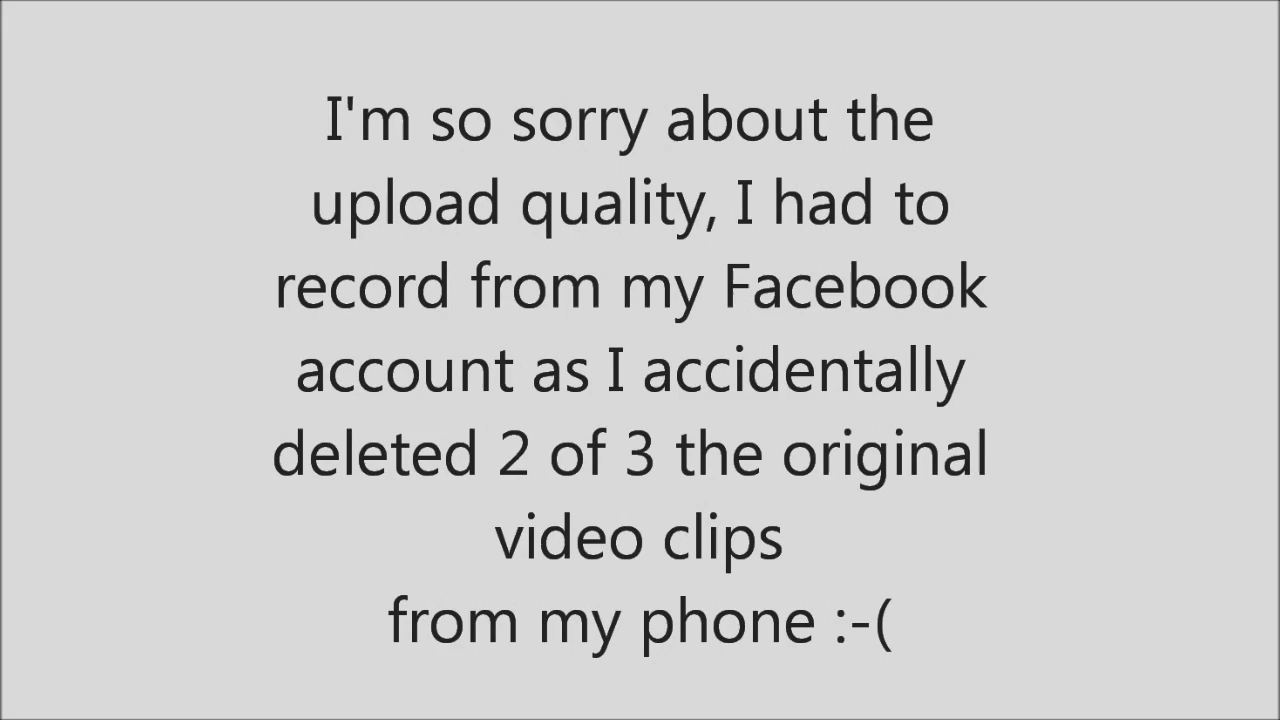 I'm so sorry about the
upload quality, I had to
record from my Facebook
account as I accidentally
deleted 2 of 3 the original
video clips
from my phone :-(